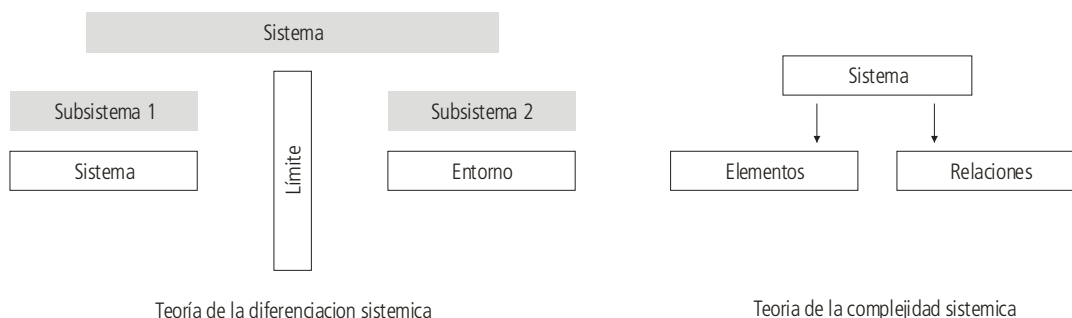 Sistema
Subsistema 1
Subsistema 2
Sistema
Límite
Entorno
Teoría de la diferenciacion sistemica
Sistema
Elementos
Relaciones
Teoria de la complejidad sistemica